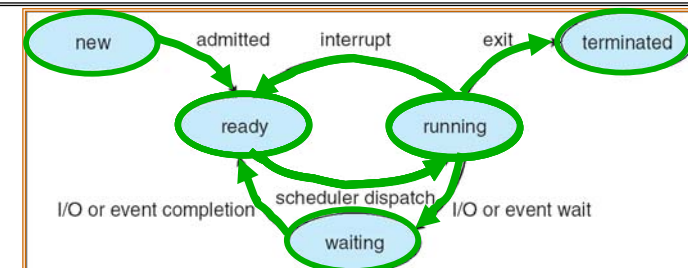 new
admitted
interrupt
exit
terminated
ready
running
scheduler dispatch
I/O or event completion
I/O or event wait
waiting